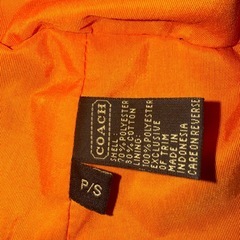 COACH
SHELL:
70% POLYESTER
30% COTTON
LINING:
100% POLYESTER
EXCLUSIVE
OF TRIM
MADE IN
INDONESIA
CARE ON REVERSE
P/S